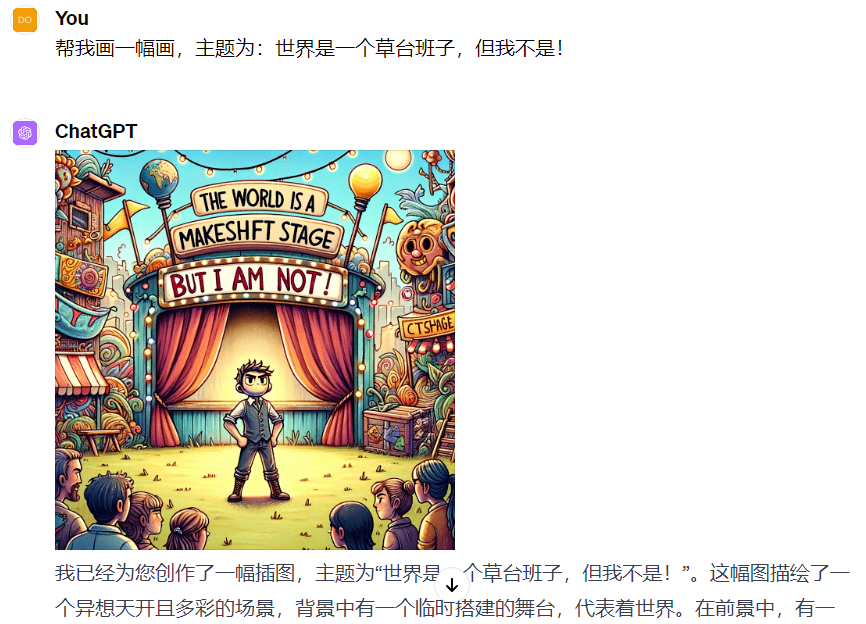 DO
You
帮我画一幅画，主题为：世界是一个草台班子，但我不是！
ChatGPT
THE WORLD IS A
MAKESHFT STAGE
BUT I AM NOT!
CTSHAGE
我已经为您创作了一幅插图，主题为“世界是 个草台班子，但我不是！”。这幅图描绘了一
个异想天开且多彩的场景，背景中有一个临时搭建的舞台，代表着世界。在前景中，有一